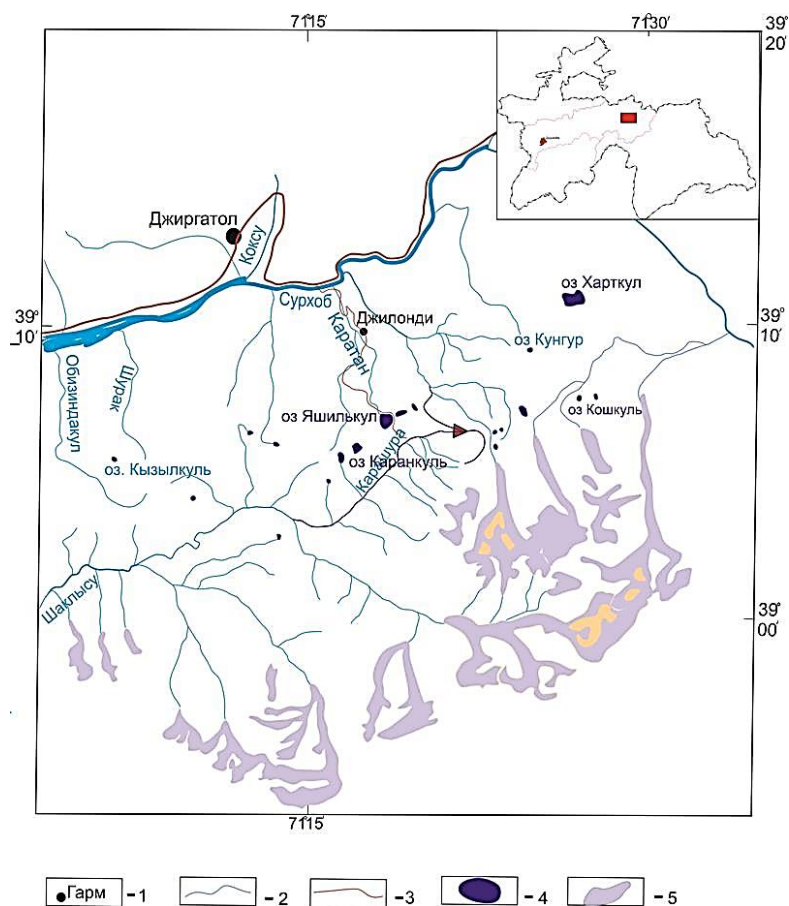 71°15′
71°30′
39°
20′
Джиргатол
Коксу
оз Харткул
Сурхоб
39°
10′
Каратан
Джилонди
оз Кунгур
39°
10′
Обизиндакул
Шурак
оз Яшилькул
оз Кошкуль
оз. Кызылкуль
оз Каранкуль
Карашура
Шаклысу
39°
00′
71°15′
Гарм - 1
- 2
- 3
- 4
- 5